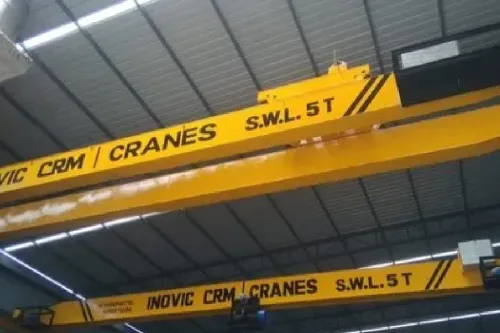 OVIC CRM | CRANES S.W.L. 5T
INOVIC CRM CRANES S.W.L. 5T